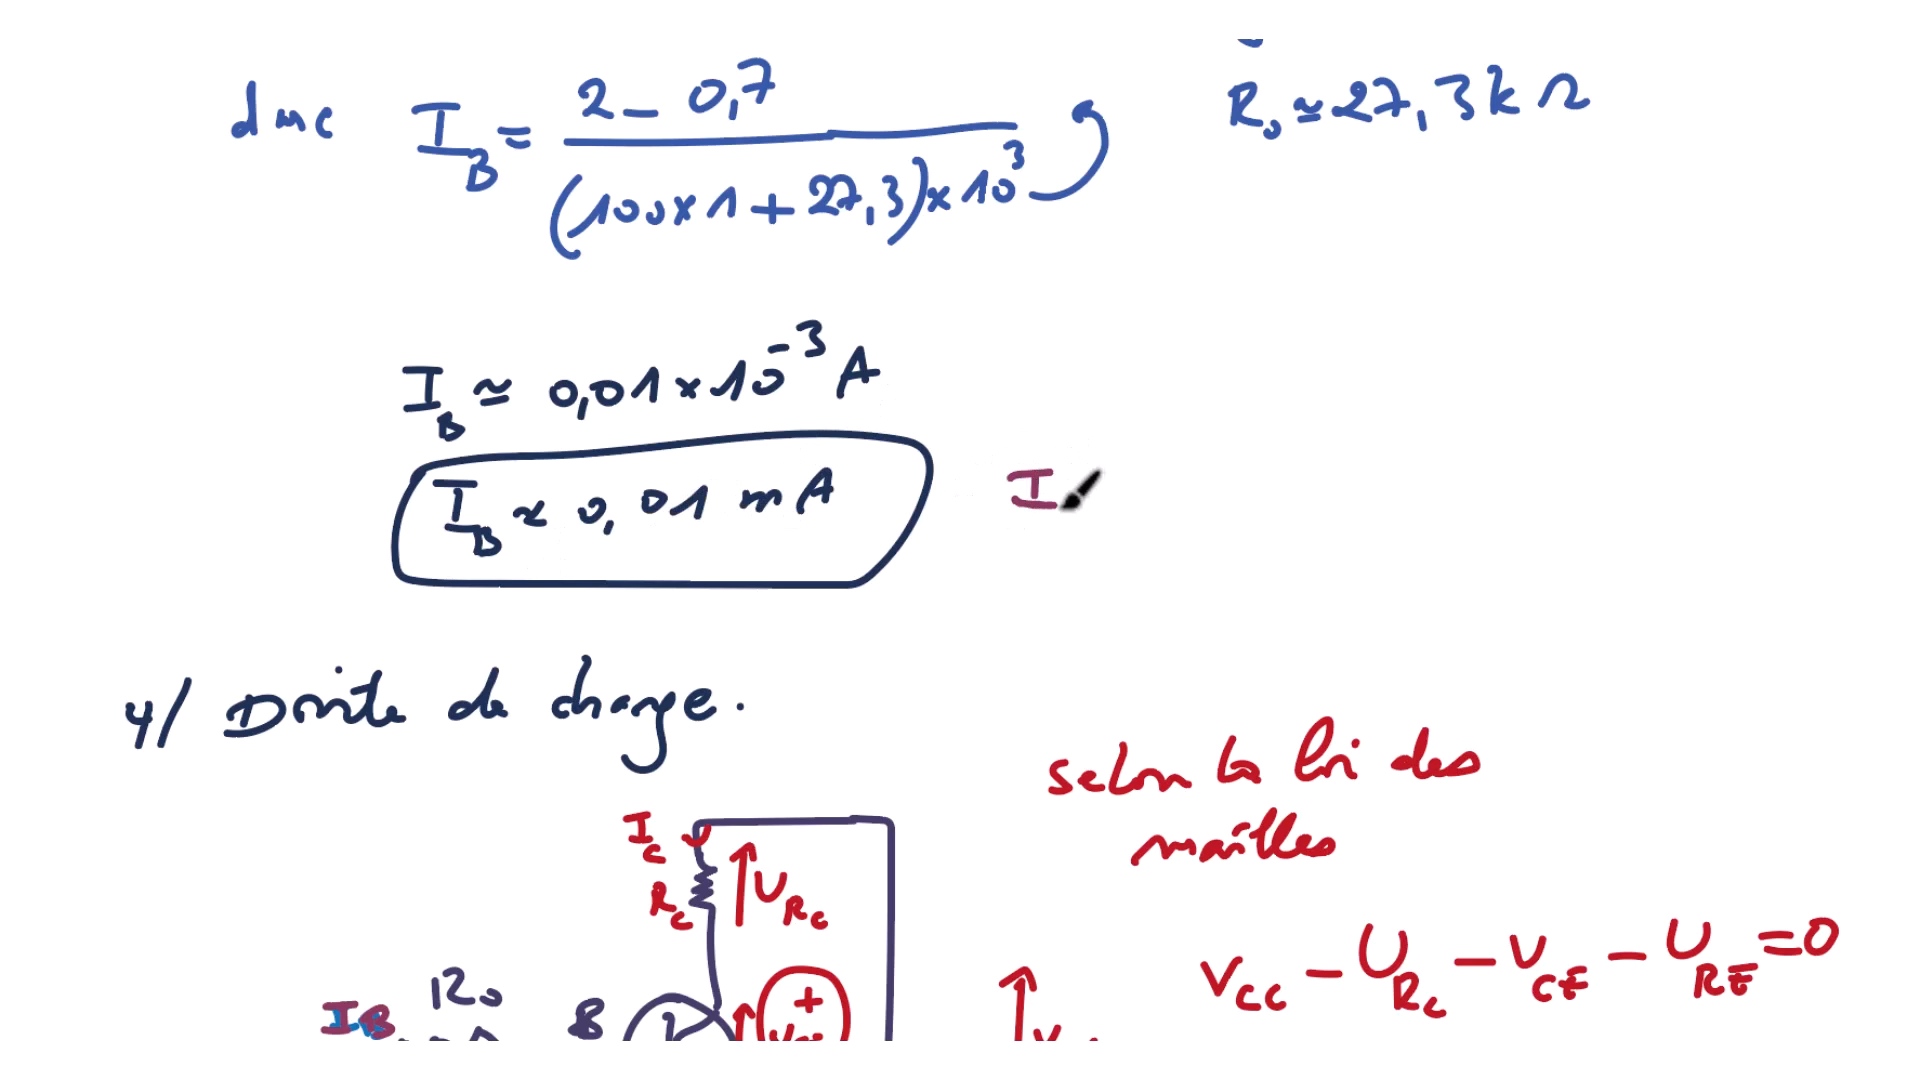 donc I_B = (2 - 0,7) / ((100×1 + 27,3)×10³)
R₀ ≃ 27,3 kΩ
I_B ≃ 0,01×10⁻³ A
I_B ≈ 0,01 mA
I
4/ Droite de charge.
selon la loi des
mailles
V_CC - U_RC - V_CE - U_RE = 0
I_C
R_C
U_RC
R₀
I_B
B
+